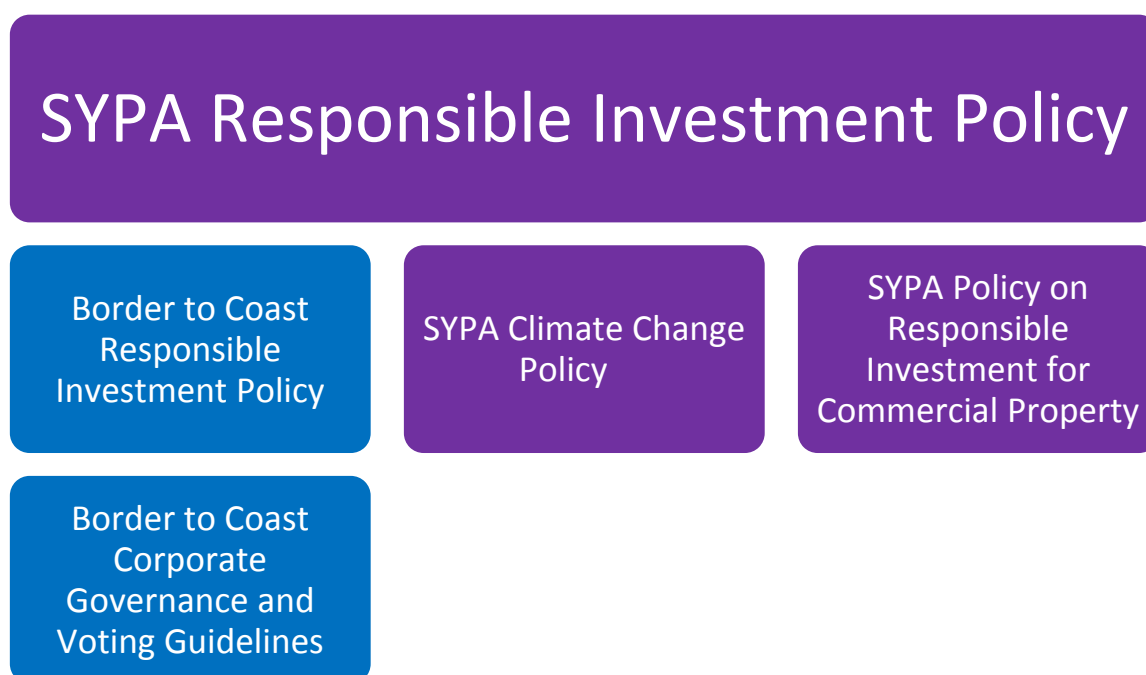 SYPA Responsible Investment Policy
Border to Coast
Responsible
Investment Policy
SYPA Climate Change
Policy
SYPA Policy on
Responsible
Investment for
Commercial Property
Border to Coast
Corporate
Governance and
Voting Guidelines